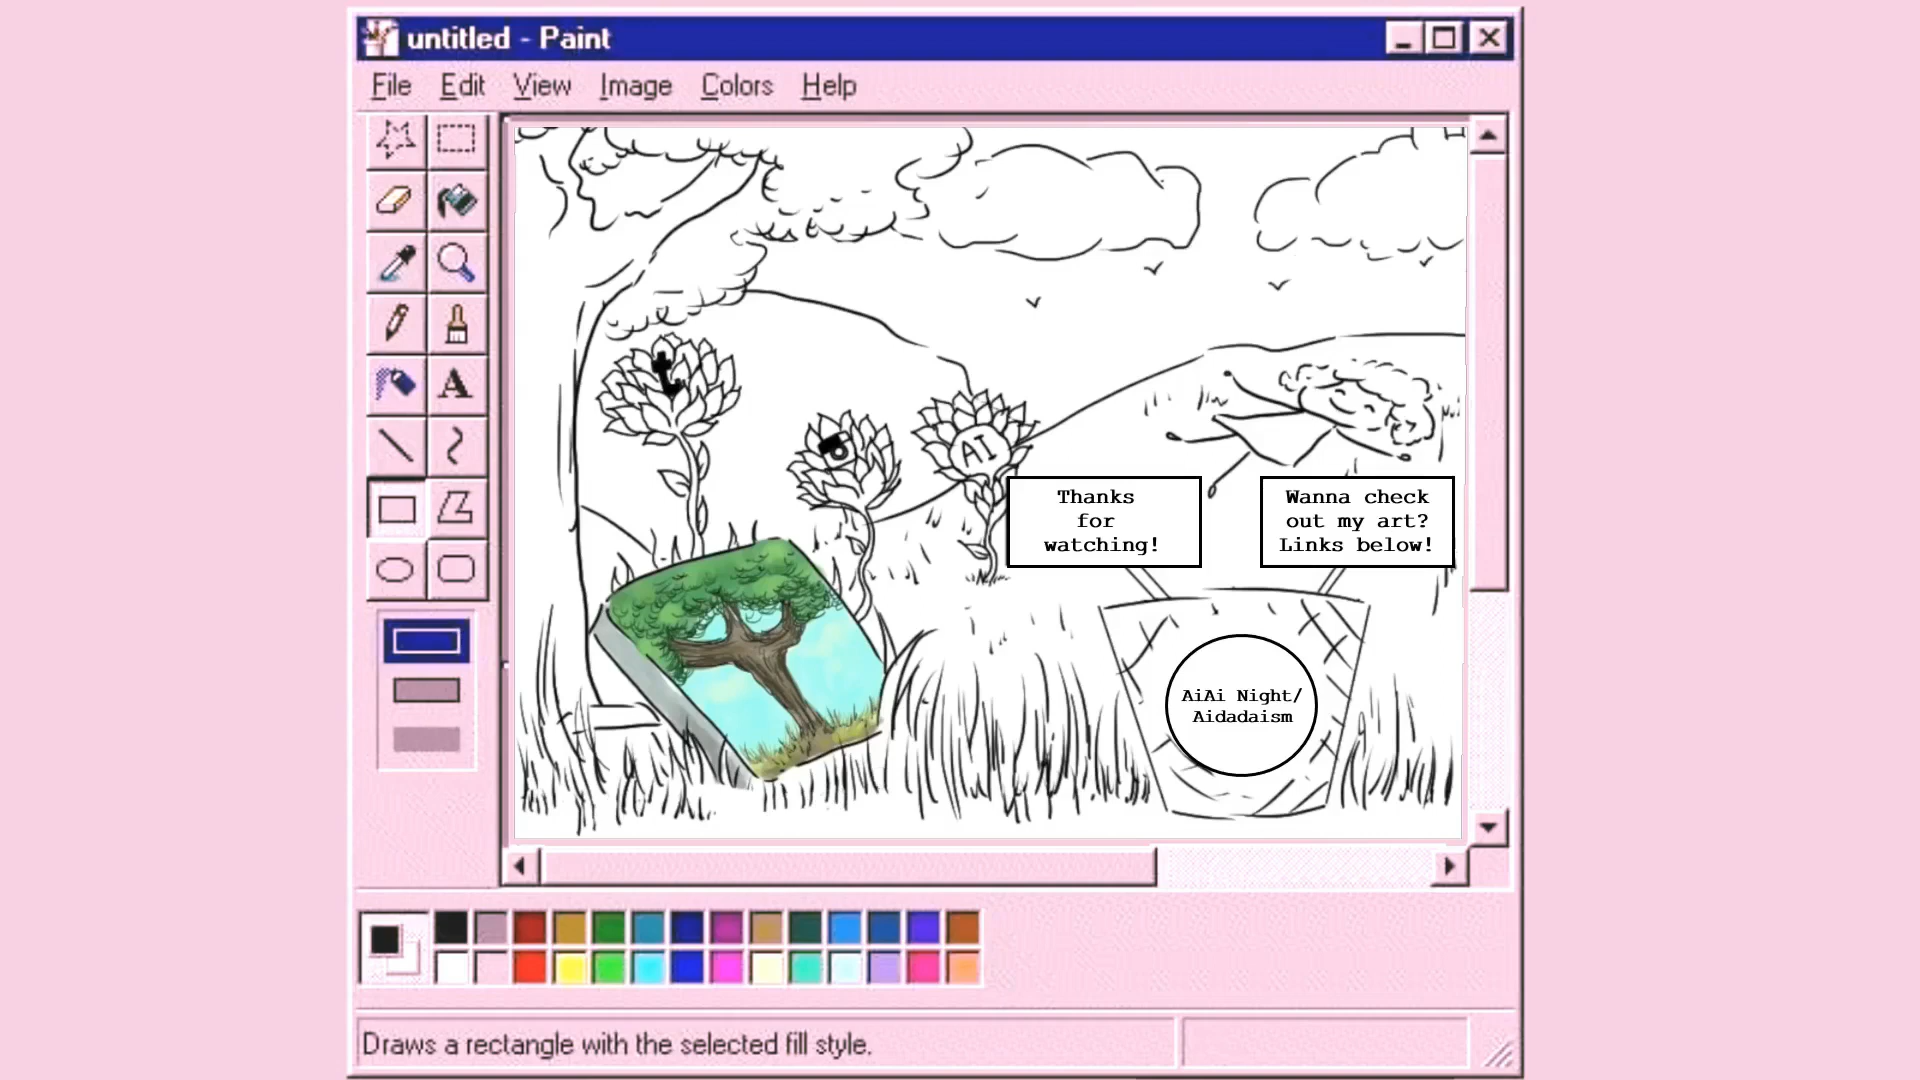 untitled - Paint
File Edit View Image Colors Help
A
AI
Thanks
for
watching!
Wanna check
out my art?
Links below!
AiAi Night/
Aidadaism
Draws a rectangle with the selected fill style.